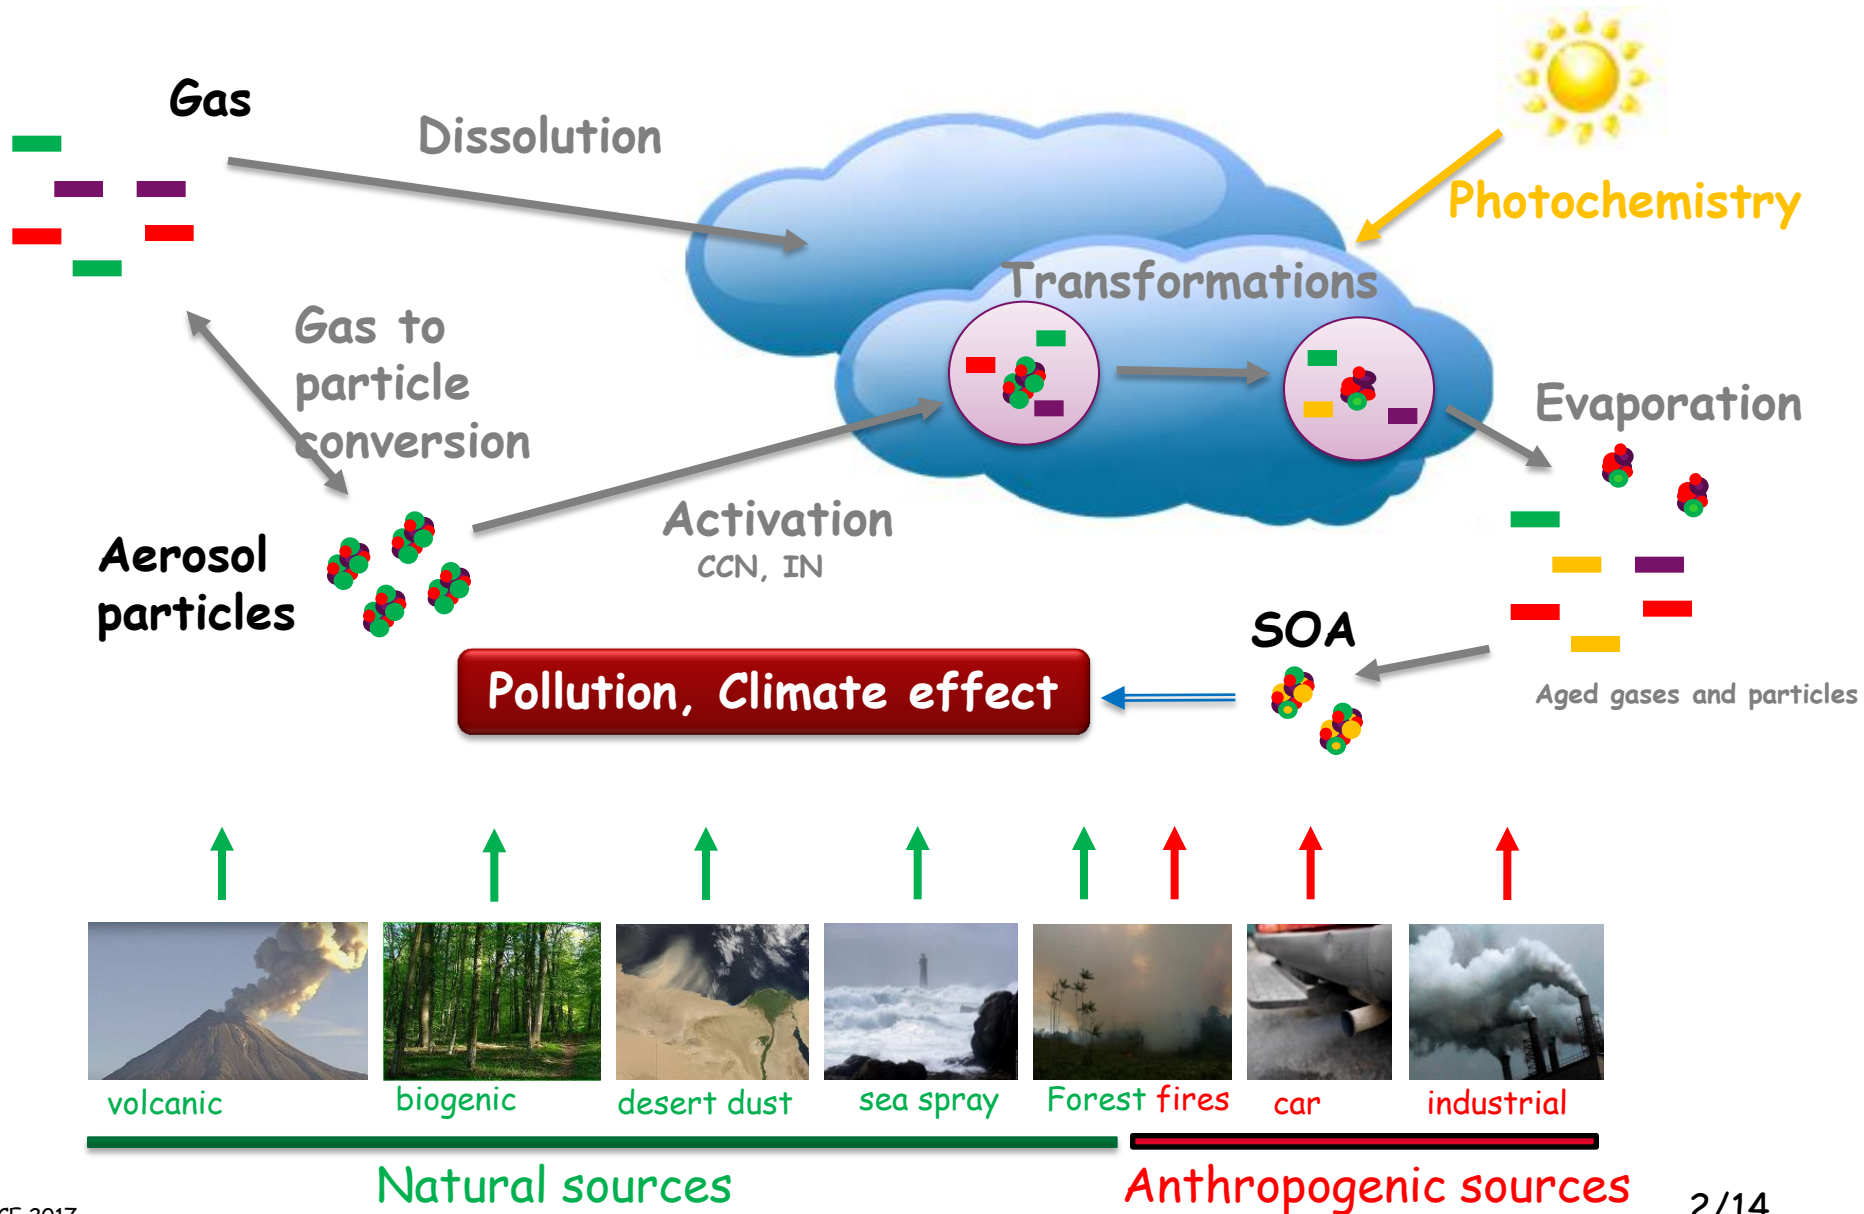 Gas
Dissolution
Photochemistry
Transformations
Gas to
particle
conversion
Evaporation
Activation
CCN, IN
Aerosol
particles
SOA
Pollution, Climate effect
Aged gases and particles
volcanic
biogenic
desert dust
sea spray
Forest fires
car
industrial
Natural sources
Anthropogenic sources
2017
2/14